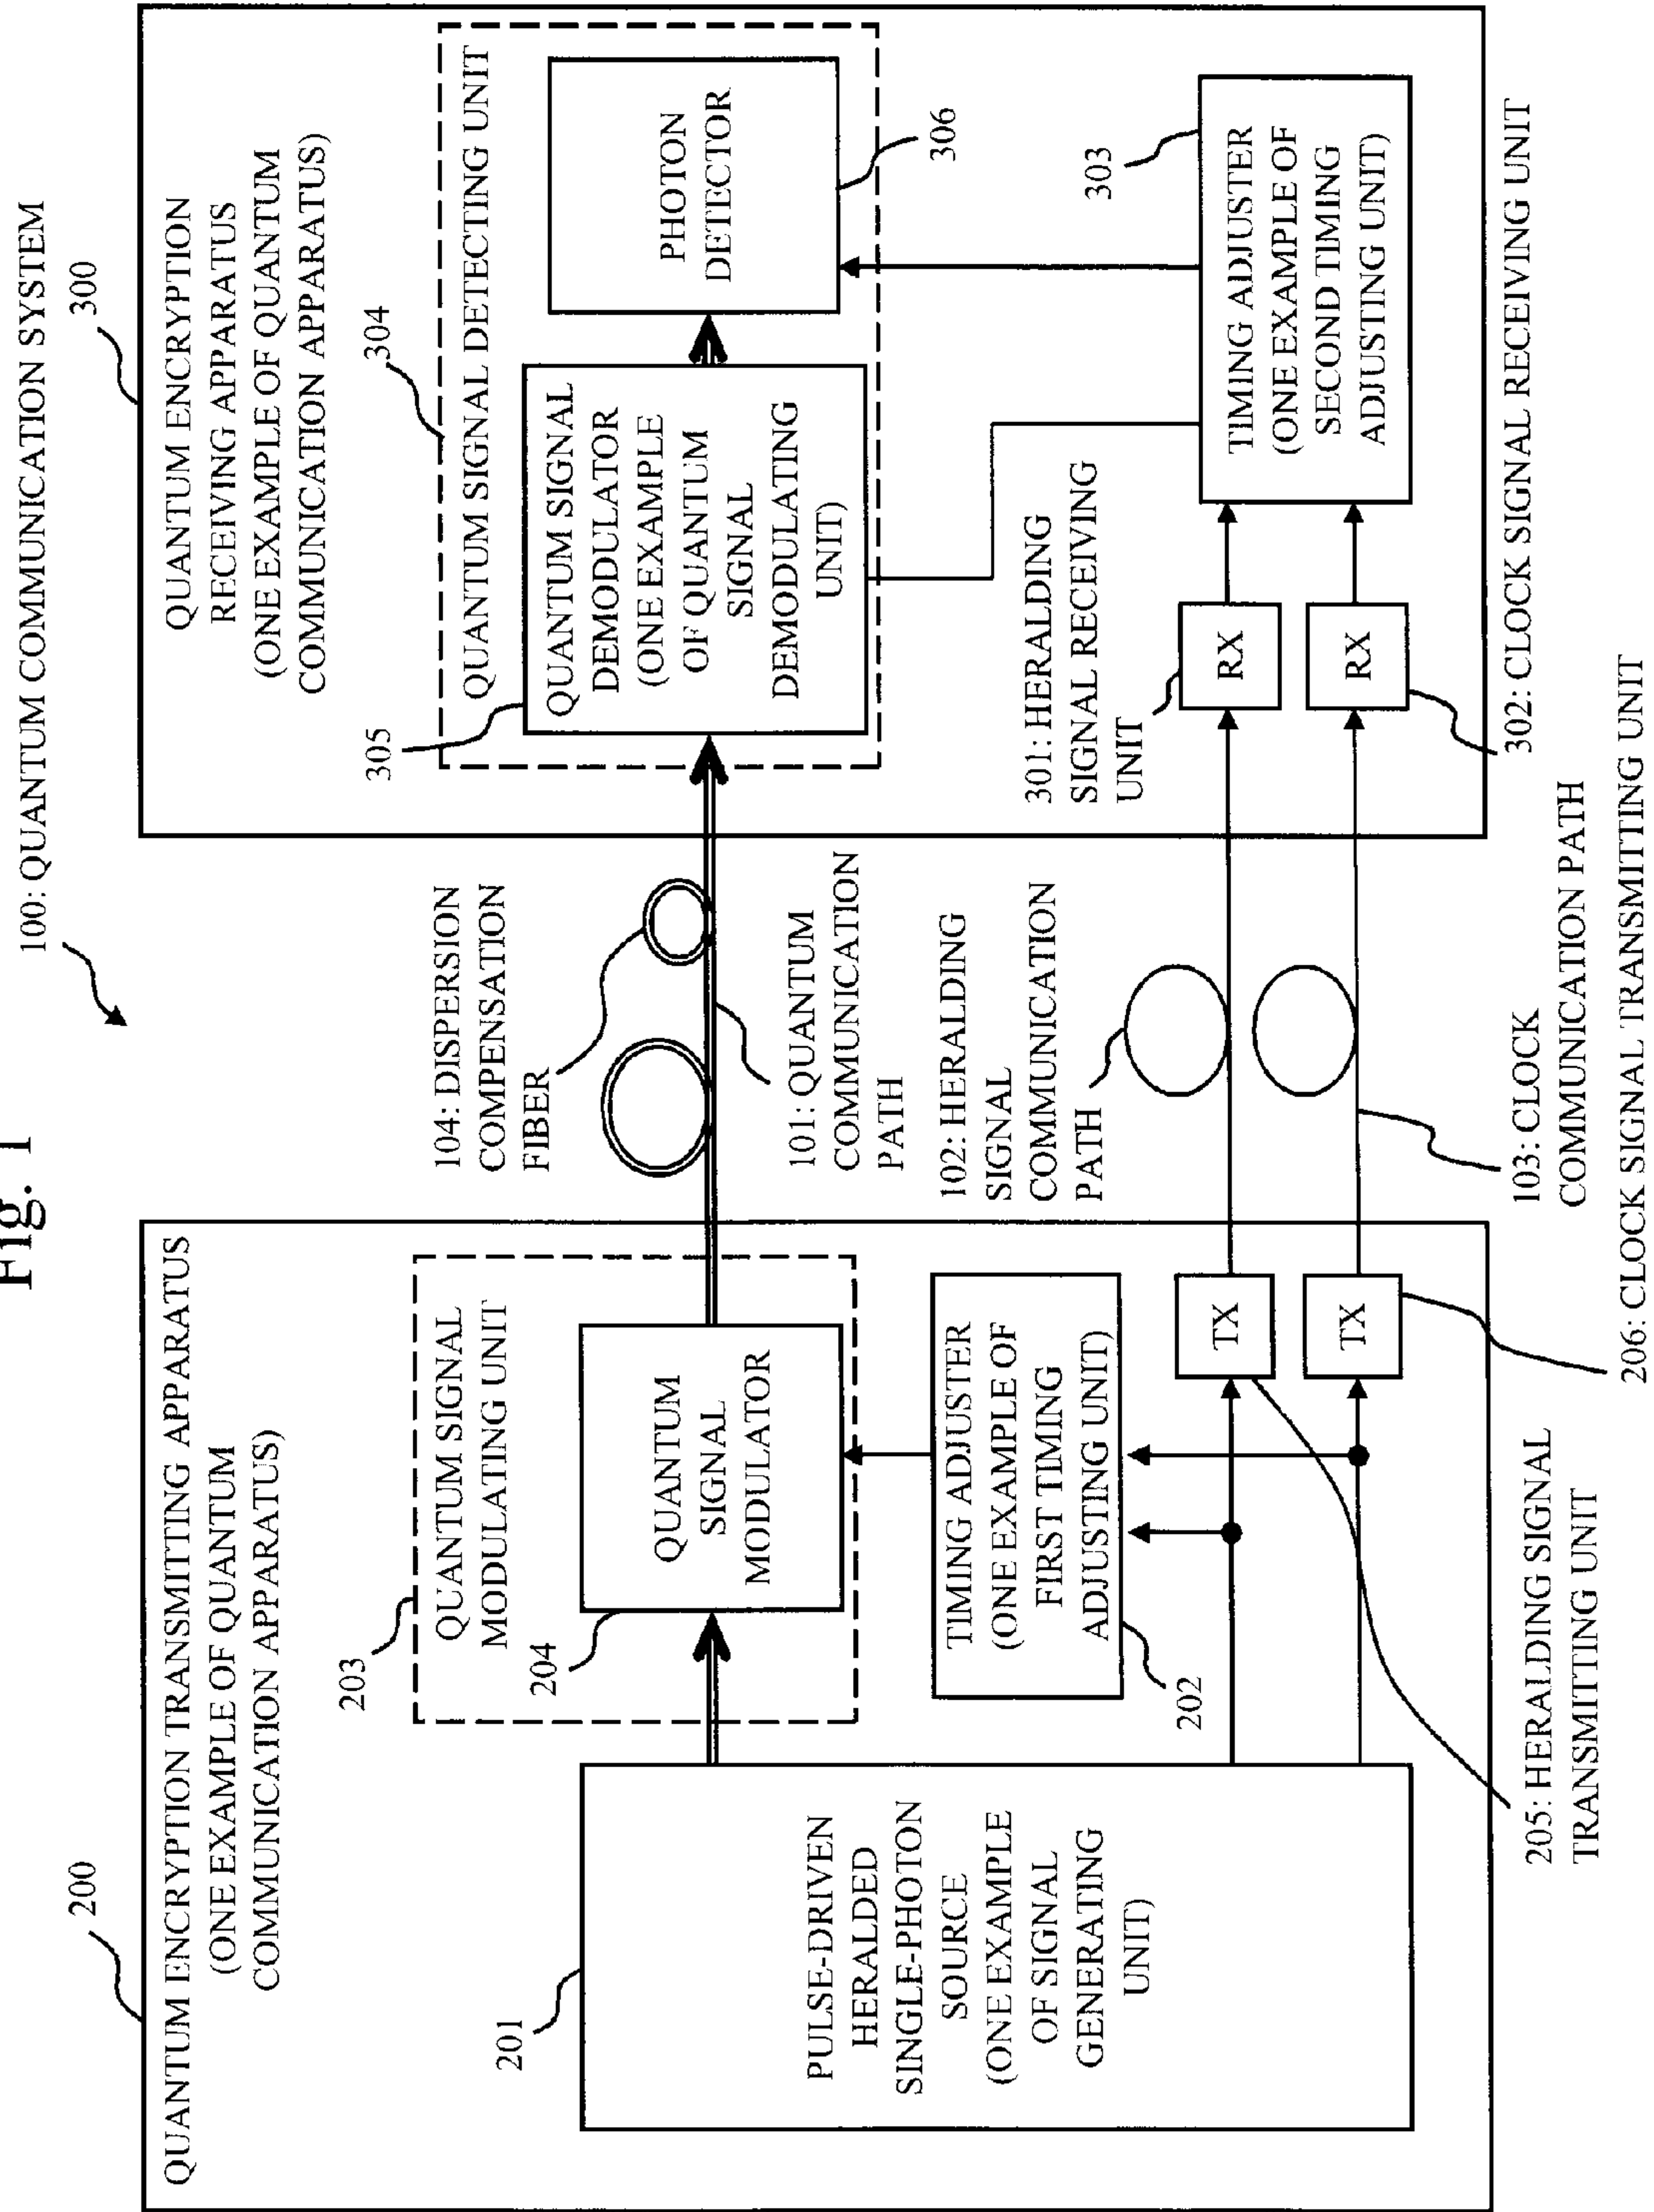 Fig. 1
100: QUANTUM COMMUNICATION SYSTEM
200
QUANTUM ENCRYPTION TRANSMITTING APPARATUS
(ONE EXAMPLE OF QUANTUM
COMMUNICATION APPARATUS)
201
PULSE-DRIVEN
HERALDED
SINGLE-PHOTON
SOURCE
(ONE EXAMPLE
OF SIGNAL
GENERATING
UNIT)
203
QUANTUM SIGNAL
MODULATING UNIT
204
QUANTUM
SIGNAL
MODULATOR
TIMING ADJUSTER
(ONE EXAMPLE OF
FIRST TIMING
ADJUSTING UNIT)
202
TX
TX
205: HERALDING SIGNAL
TRANSMITTING UNIT
206: CLOCK SIGNAL TRANSMITTING UNIT
104: DISPERSION
COMPENSATION
FIBER
101: QUANTUM
COMMUNICATION
PATH
102: HERALDING
SIGNAL
COMMUNICATION
PATH
103: CLOCK
COMMUNICATION PATH
300
QUANTUM ENCRYPTION
RECEIVING APPARATUS
(ONE EXAMPLE OF QUANTUM
COMMUNICATION APPARATUS)
304
QUANTUM SIGNAL DETECTING UNIT
305
QUANTUM SIGNAL
DEMODULATOR
(ONE EXAMPLE
OF QUANTUM
SIGNAL
DEMODULATING
UNIT)
PHOTON
DETECTOR
306
301: HERALDING
SIGNAL RECEIVING
UNIT
RX
RX
303
TIMING ADJUSTER
(ONE EXAMPLE OF
SECOND TIMING
ADJUSTING UNIT)
302: CLOCK SIGNAL RECEIVING UNIT